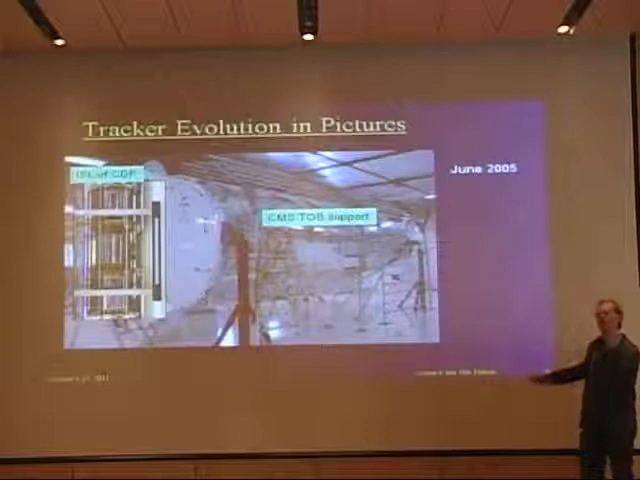 Tracker Evolution in Pictures
June 2005
ISL of CDF
CMS TOB support